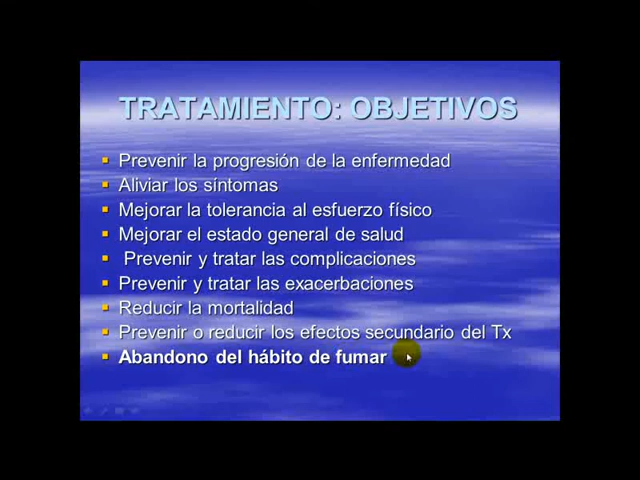 TRATAMIENTO: OBJETIVOS
Prevenir la progresión de la enfermedad
Aliviar los síntomas
Mejorar la tolerancia al esfuerzo físico
Mejorar el estado general de salud
Prevenir y tratar las complicaciones
Prevenir y tratar las exacerbaciones
Reducir la mortalidad
Prevenir o reducir los efectos secundario del Tx
Abandono del hábito de fumar